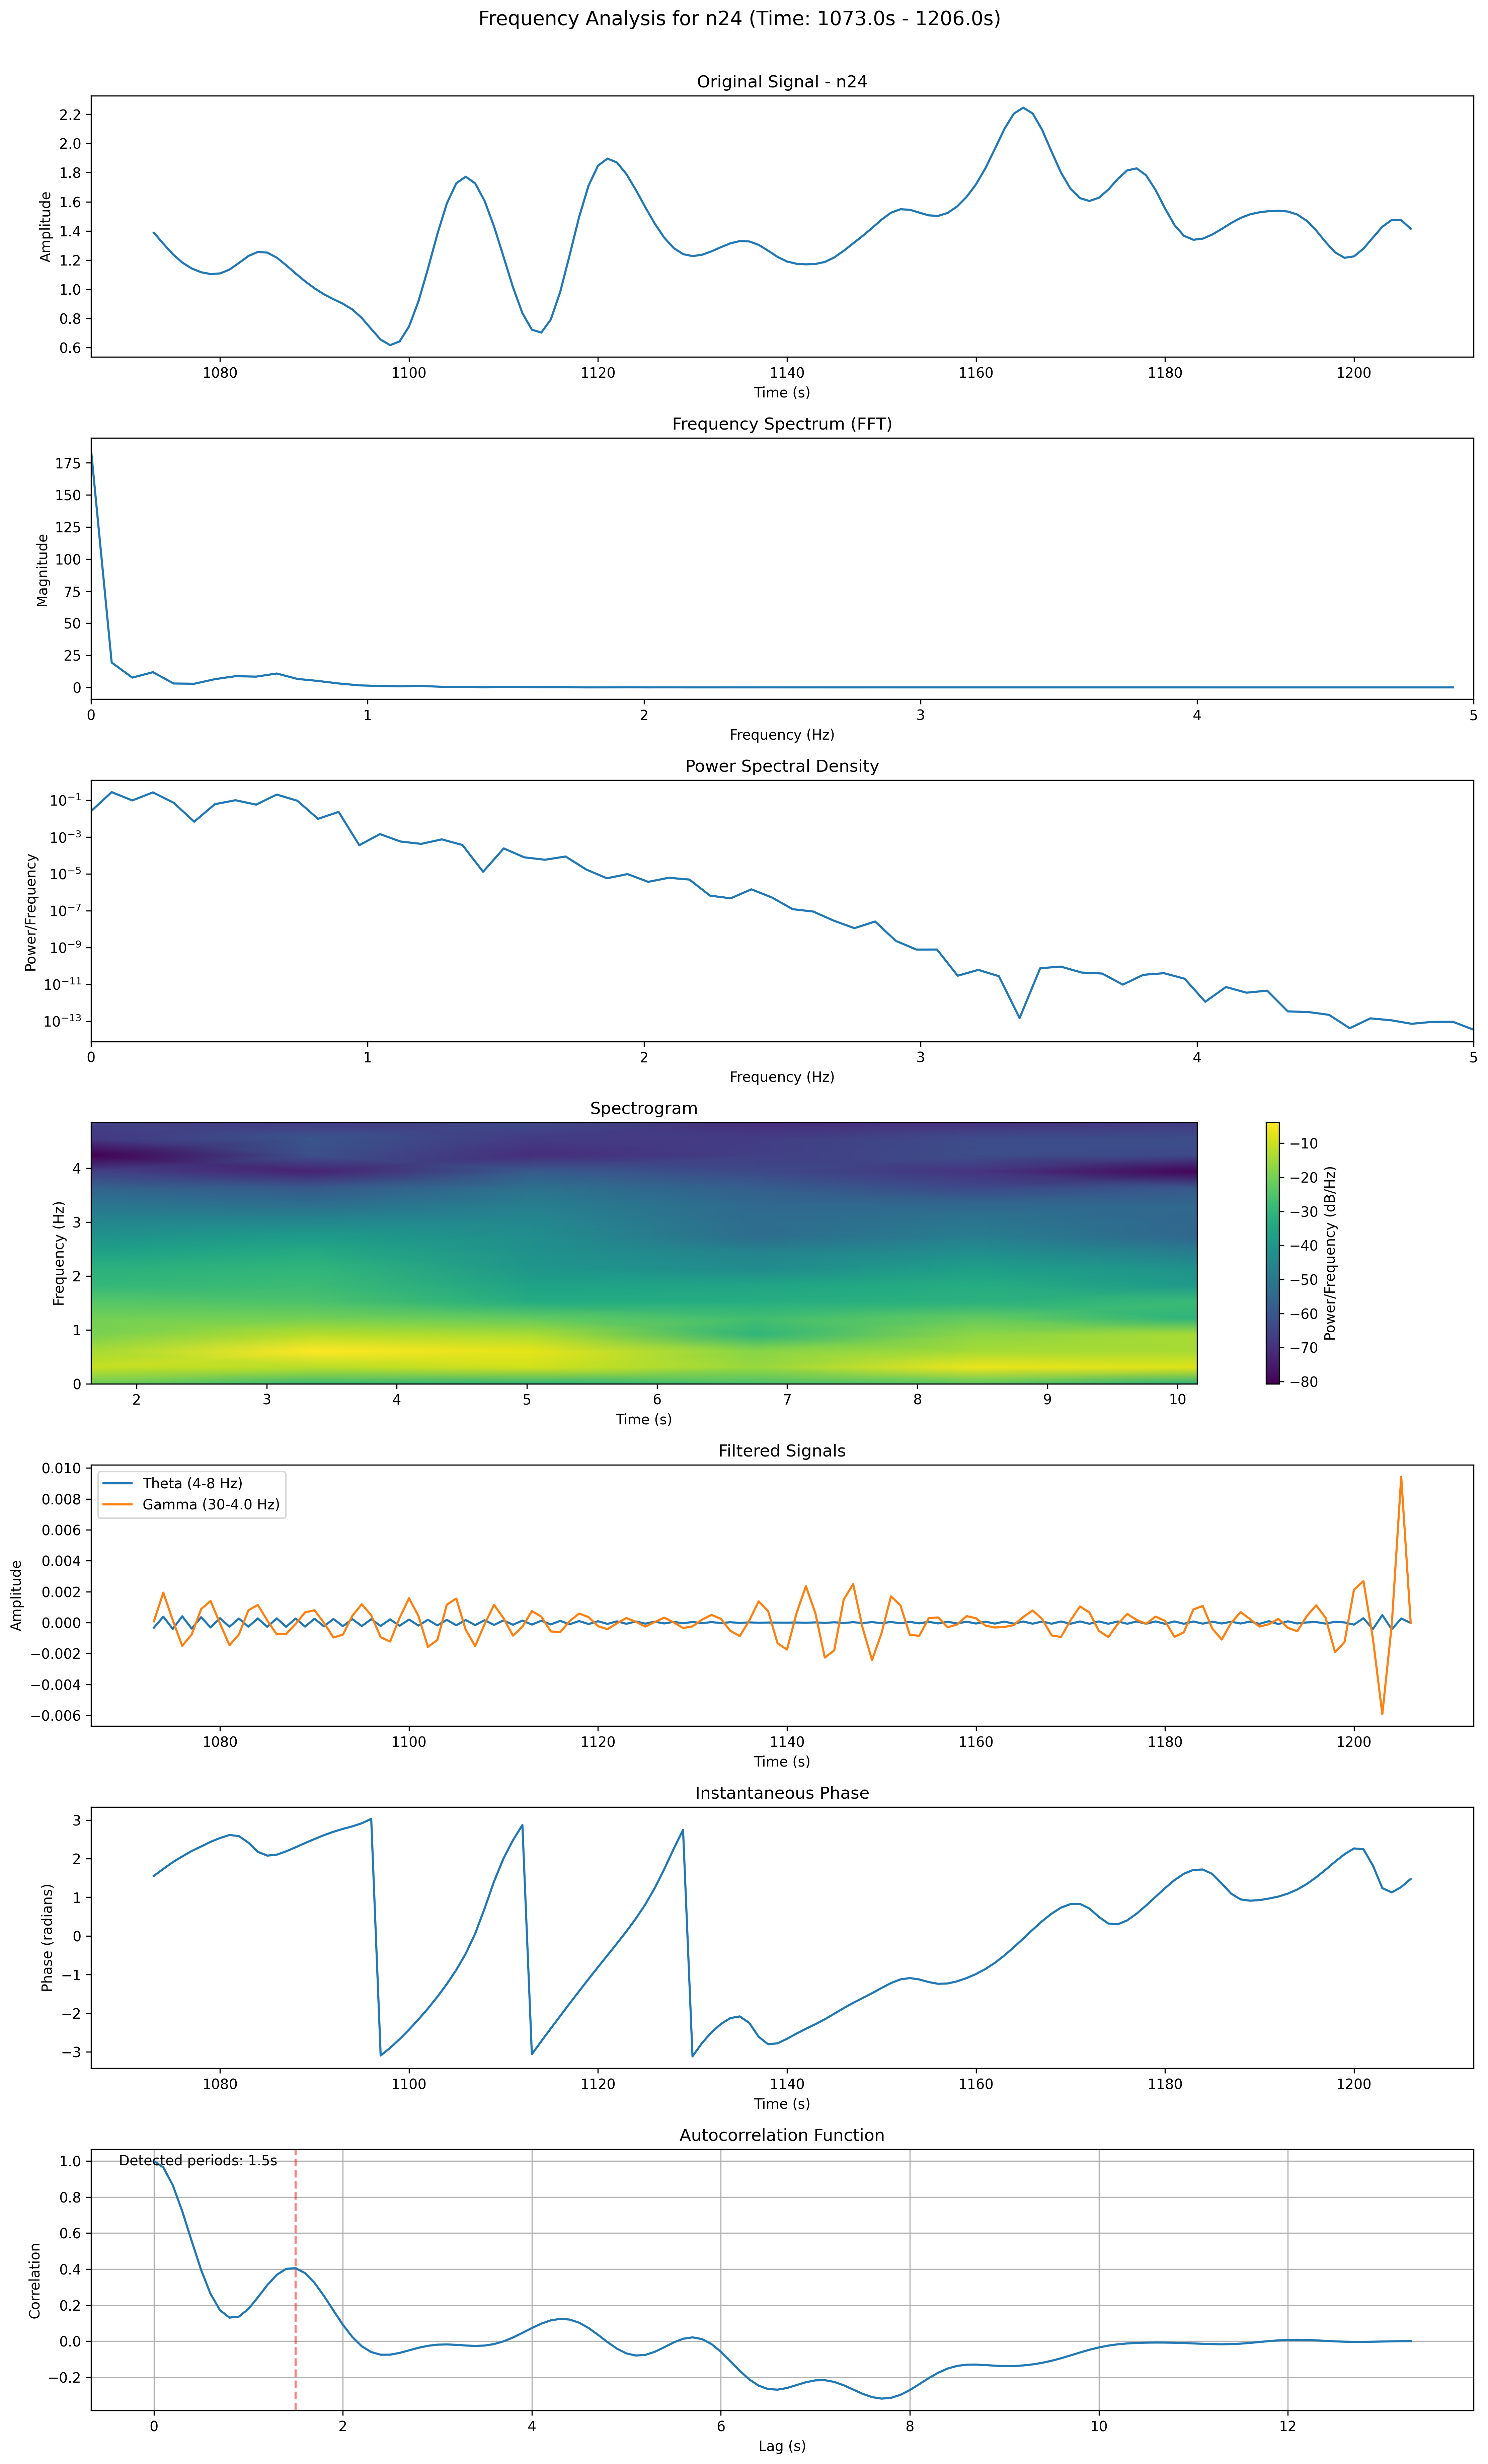 Frequency Analysis for n24 (Time: 1073.0s - 1206.0s)
Original Signal - n24
Amplitude
2.2
2.0
1.8
1.6
1.4
1.2
1.0
0.8
0.6
1080 1100 1120 1140 1160 1180 1200
Time (s)
Frequency Spectrum (FFT)
Magnitude
175
150
125
100
75
50
25
0
0 1 2 3 4 5
Frequency (Hz)
Power Spectral Density
Power/Frequency
10⁻¹
10⁻³
10⁻⁵
10⁻⁷
10⁻⁹
10⁻¹¹
10⁻¹³
0 1 2 3 4 5
Frequency (Hz)
Spectrogram
Frequency (Hz)
4
3
2
1
0
2 3 4 5 6 7 8 9 10
Time (s)
−10
−20
−30
−40
−50
−60
−70
−80
Power/Frequency (dB/Hz)
Filtered Signals
Theta (4-8 Hz)
Gamma (30-4.0 Hz)
Amplitude
0.010
0.008
0.006
0.004
0.002
0.000
−0.002
−0.004
−0.006
1080 1100 1120 1140 1160 1180 1200
Time (s)
Instantaneous Phase
Phase (radians)
3
2
1
0
−1
−2
−3
1080 1100 1120 1140 1160 1180 1200
Time (s)
Autocorrelation Function
Detected periods: 1.5s
Correlation
1.0
0.8
0.6
0.4
0.2
0.0
−0.2
0 2 4 6 8 10 12
Lag (s)